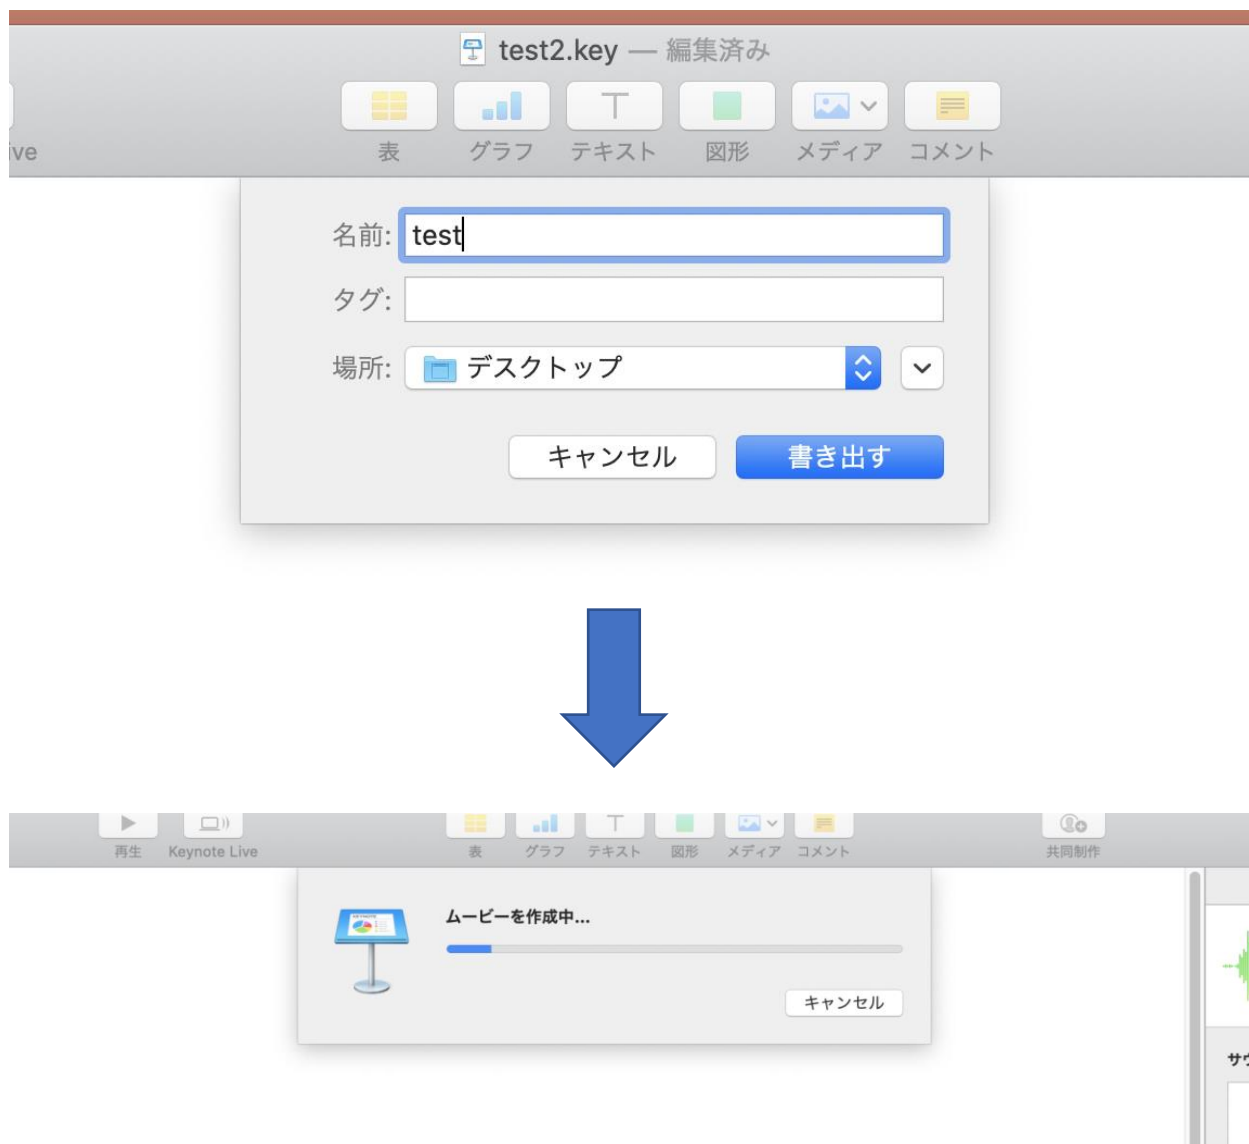 test2.key — 編集済み
ive
表 グラフ テキスト 図形 メディア コメント
名前: test
タグ:
場所: デスクトップ
キャンセル 書き出す
再生 Keynote Live 表 グラフ テキスト 図形 メディア コメント 共同制作
KEYNOTE
ムービーを作成中...
キャンセル
サウ